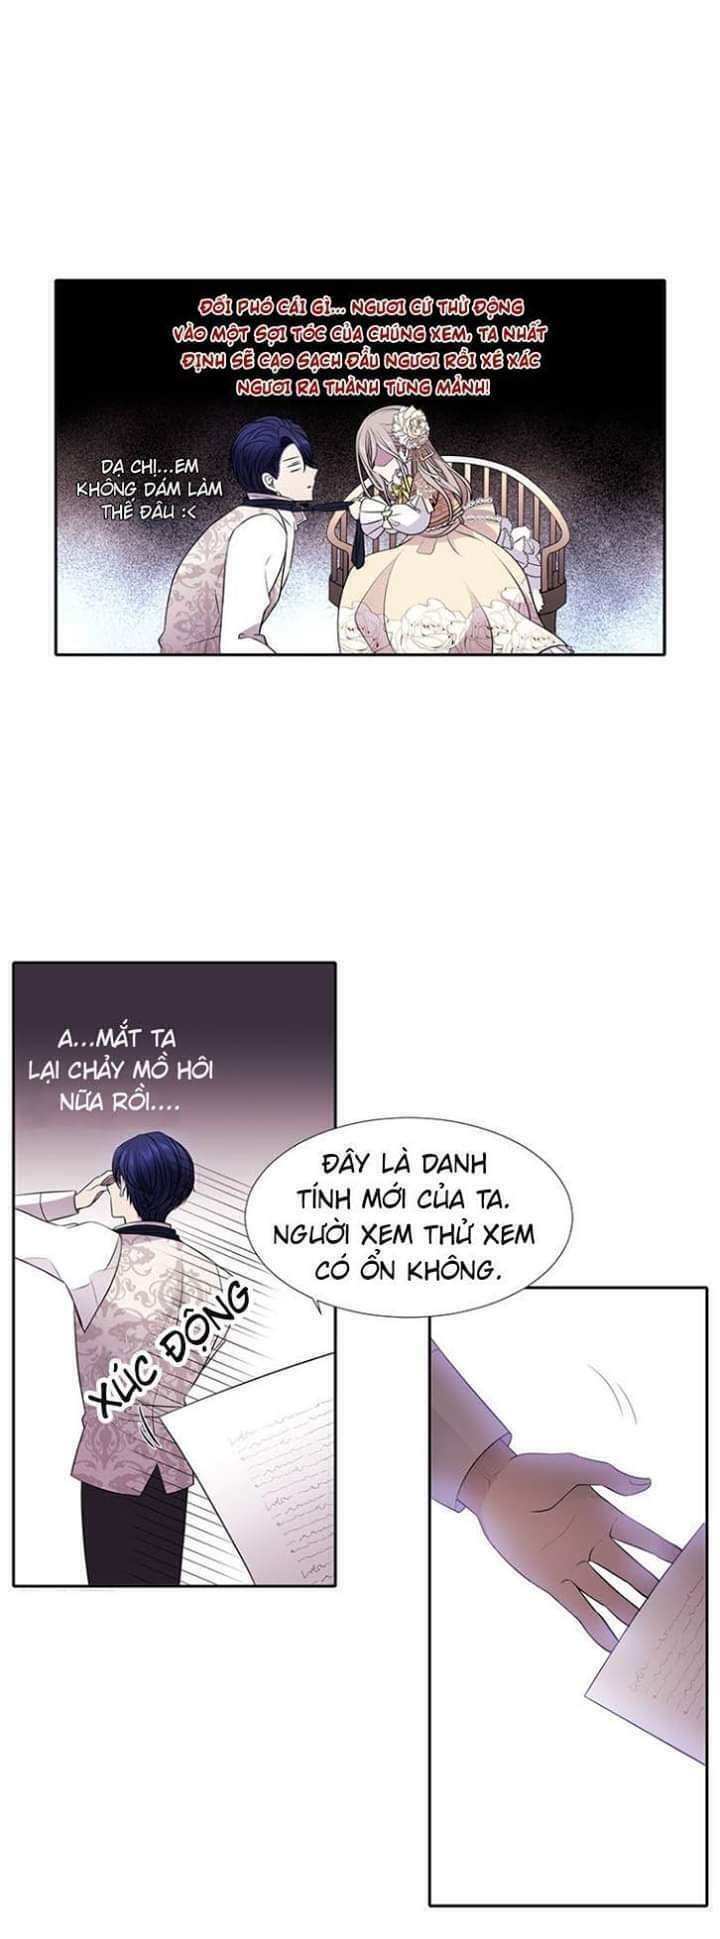 ĐỐI PHÓ CÁI GÌ... NGƯƠI CỨ THỬ ĐỘNG
VÀO MỘT SỢI TÓC CỦA CHÚNG XEM, TA NHẤT
ĐỊNH SẼ CẠO SẠCH ĐẦU NGƯƠI RỒI XÉ XÁC
NGƯƠI RA THÀNH TỪNG MẢNH!
DẠ CHỊ...EM
KHÔNG DÁM LÀM
THẾ ĐÂU :<
A...MẮT TA
LẠI CHẢY MỒ HÔI
NỮA RỒI....
ĐÂY LÀ DANH
TÍNH MỚI CỦA TA.
NGƯỜI XEM THỬ XEM
CÓ ỔN KHÔNG.
XÚC ĐỘNG